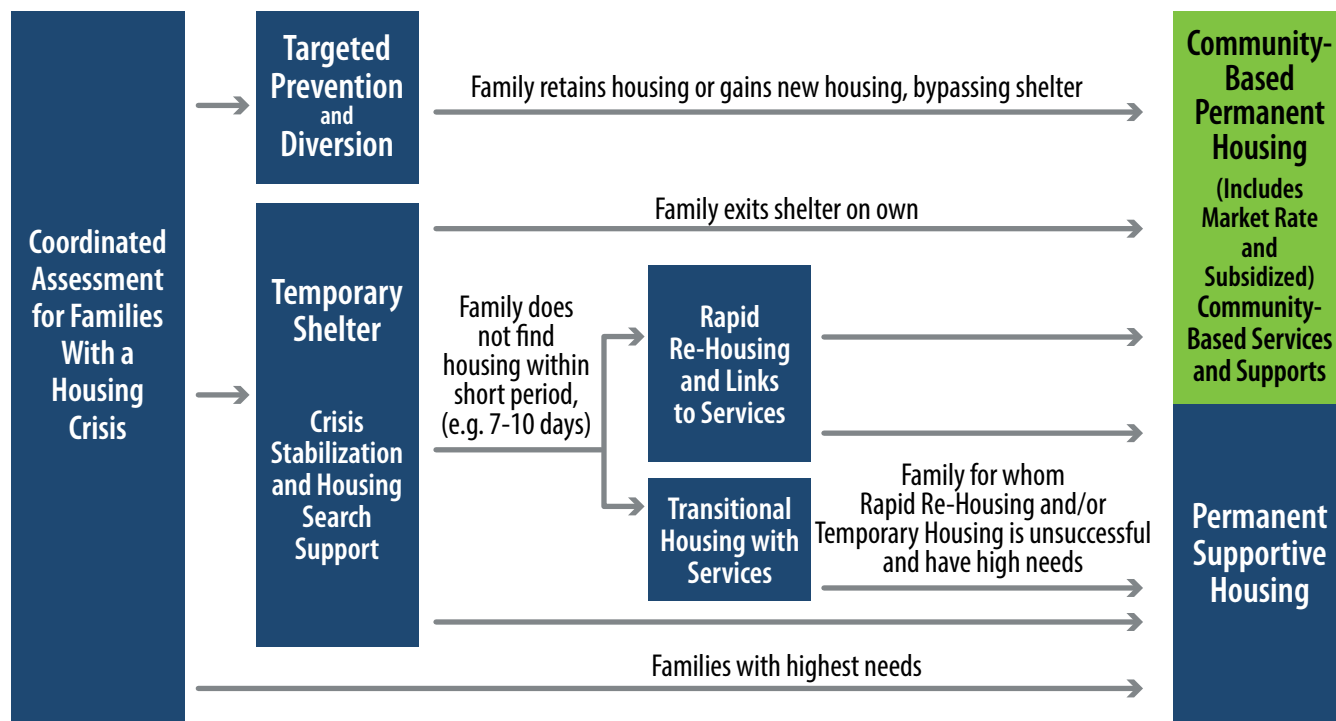 Coordinated
Assessment
for Families
With a
Housing
Crisis
Targeted
Prevention
and
Diversion
Family retains housing or gains new housing, bypassing shelter
Temporary
Shelter
Crisis
Stabilization
and Housing
Search
Support
Family exits shelter on own
Family does
not find
housing within
short period,
(e.g. 7-10 days)
Rapid
Re-Housing
and Links
to Services
Transitional
Housing with
Services
Family for whom
Rapid Re-Housing and/or
Temporary Housing is unsuccessful
and have high needs
Families with highest needs
Community-
Based
Permanent
Housing
(Includes
Market Rate
and
Subsidized)
Community-
Based Services
and Supports
Permanent
Supportive
Housing